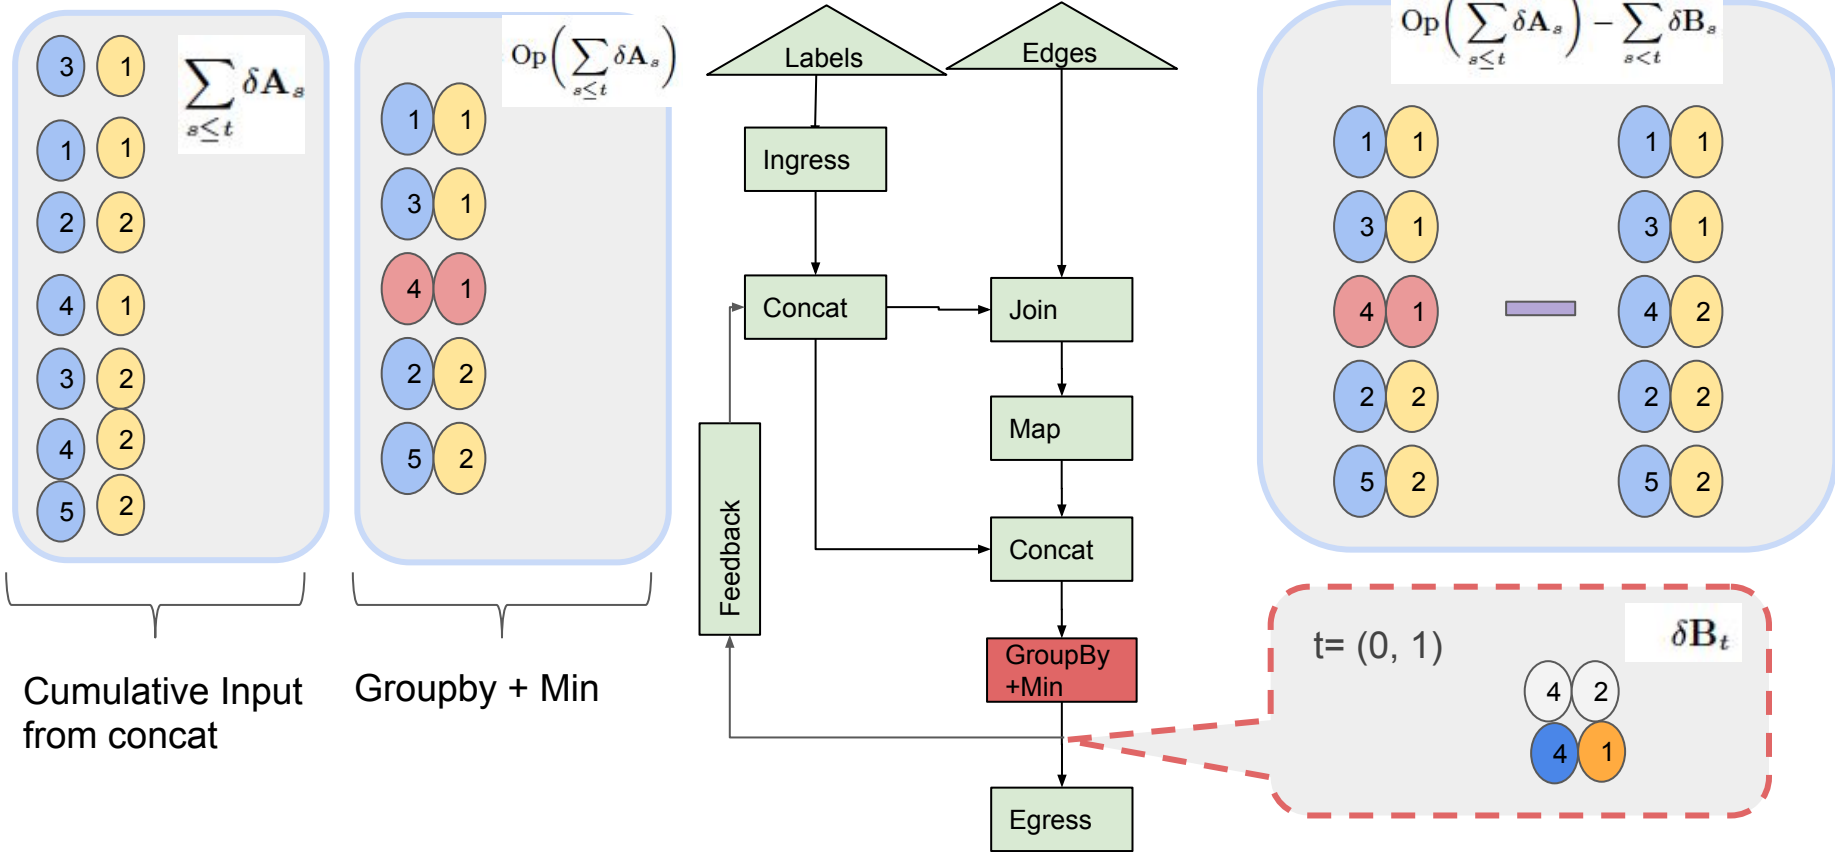 3 1
1 1
2 2
4 1
3 2
4 2
5 2
∑_{s≤t} δA_s
Cumulative Input
from concat
Op(∑_{s≤t} δA_s)
1 1
3 1
4 1
2 2
5 2
Groupby + Min
Labels
Edges
Ingress
Concat
Join
Map
Feedback
Concat
GroupBy
+Min
Egress
Op(∑_{s≤t} δA_s) − ∑_{s<t} δB_s
1 1 1 1
3 1 3 1
4 1 4 2
2 2 2 2
5 2 5 2
t= (0, 1)
δB_t
4 2
4 1